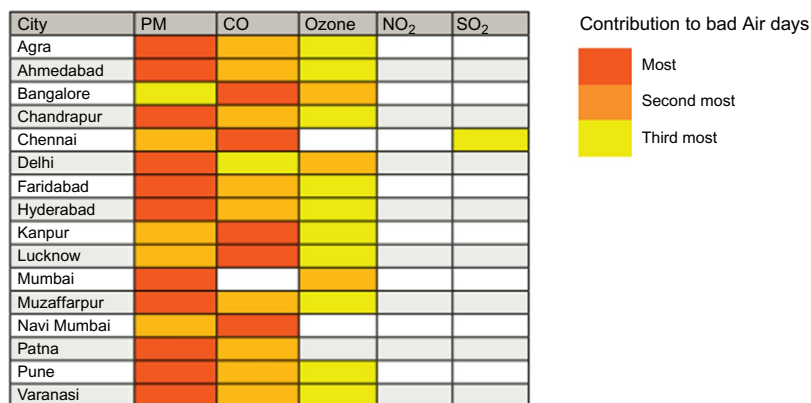 City PM CO Ozone NO2 SO2
Agra
Ahmedabad
Bangalore
Chandrapur
Chennai
Delhi
Faridabad
Hyderabad
Kanpur
Lucknow
Mumbai
Muzaffarpur
Navi Mumbai
Patna
Pune
Varanasi
Contribution to bad Air days
Most
Second most
Third most